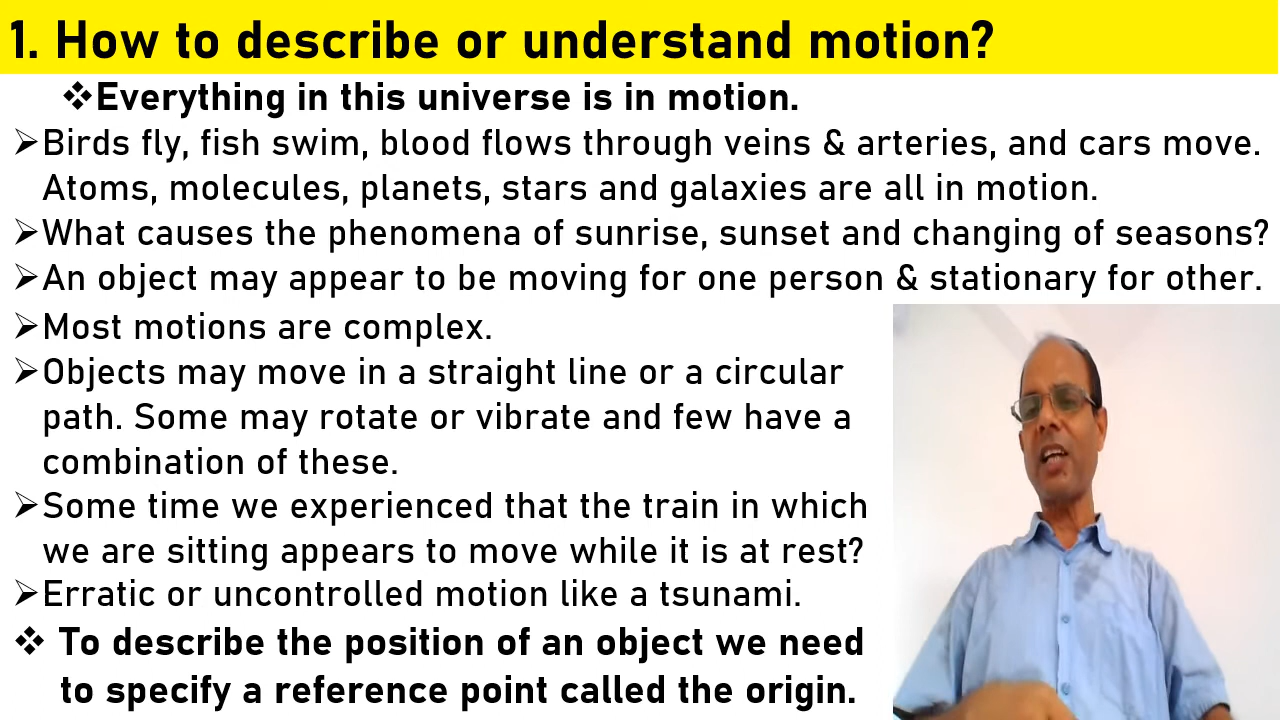 1. How to describe or understand motion?
❖Everything in this universe is in motion.
➢Birds fly, fish swim, blood flows through veins & arteries, and cars move.
Atoms, molecules, planets, stars and galaxies are all in motion.
➢What causes the phenomena of sunrise, sunset and changing of seasons?
➢An object may appear to be moving for one person & stationary for other.
➢Most motions are complex.
➢Objects may move in a straight line or a circular
path. Some may rotate or vibrate and few have a
combination of these.
➢Some time we experienced that the train in which
we are sitting appears to move while it is at rest?
➢Erratic or uncontrolled motion like a tsunami.
❖ To describe the position of an object we need
to specify a reference point called the origin.